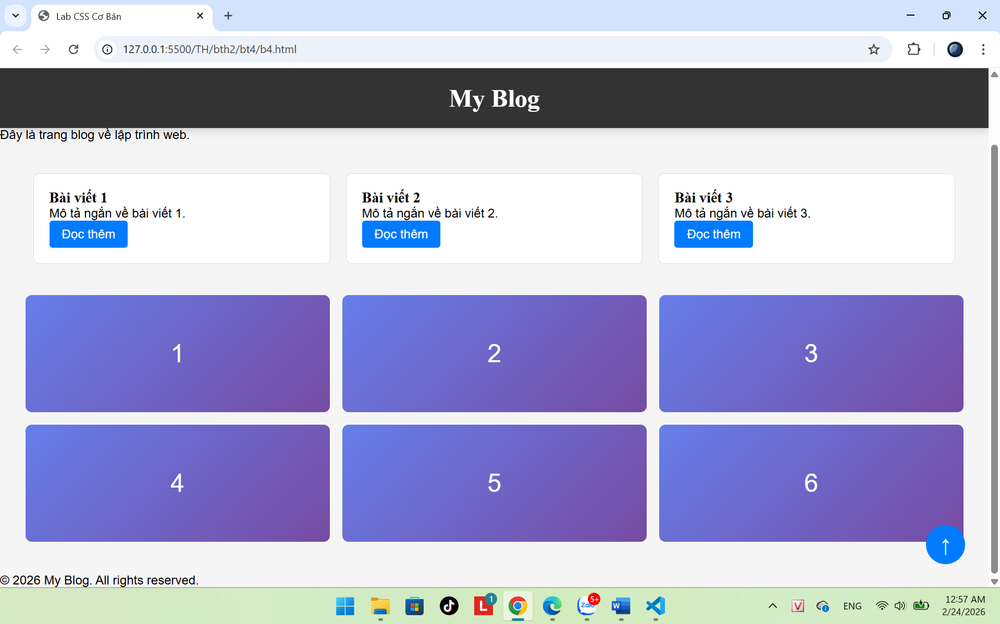 Lab CSS Cơ Bản
127.0.0.1:5500/TH/bth2/bt4/b4.html
My Blog
Đây là trang blog về lập trình web.
Bài viết 1
Mô tả ngắn về bài viết 1.
Đọc thêm
Bài viết 2
Mô tả ngắn về bài viết 2.
Đọc thêm
Bài viết 3
Mô tả ngắn về bài viết 3.
Đọc thêm
1
2
3
4
5
6
↑
© 2026 My Blog. All rights reserved.
L
1
Zalo
5+
W
V
ENG
12:57 AM
2/24/2026